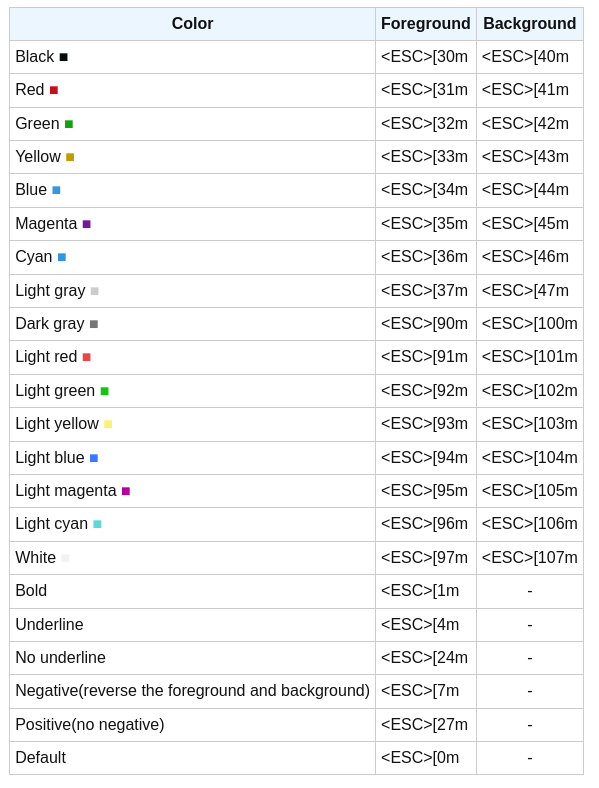 Color Foreground Background
Black ■ <ESC>[30m <ESC>[40m
Red ■ <ESC>[31m <ESC>[41m
Green ■ <ESC>[32m <ESC>[42m
Yellow ■ <ESC>[33m <ESC>[43m
Blue ■ <ESC>[34m <ESC>[44m
Magenta ■ <ESC>[35m <ESC>[45m
Cyan ■ <ESC>[36m <ESC>[46m
Light gray ■ <ESC>[37m <ESC>[47m
Dark gray ■ <ESC>[90m <ESC>[100m
Light red ■ <ESC>[91m <ESC>[101m
Light green ■ <ESC>[92m <ESC>[102m
Light yellow ■ <ESC>[93m <ESC>[103m
Light blue ■ <ESC>[94m <ESC>[104m
Light magenta ■ <ESC>[95m <ESC>[105m
Light cyan ■ <ESC>[96m <ESC>[106m
White ■ <ESC>[97m <ESC>[107m
Bold <ESC>[1m -
Underline <ESC>[4m -
No underline <ESC>[24m -
Negative(reverse the foreground and background) <ESC>[7m -
Positive(no negative) <ESC>[27m -
Default <ESC>[0m -